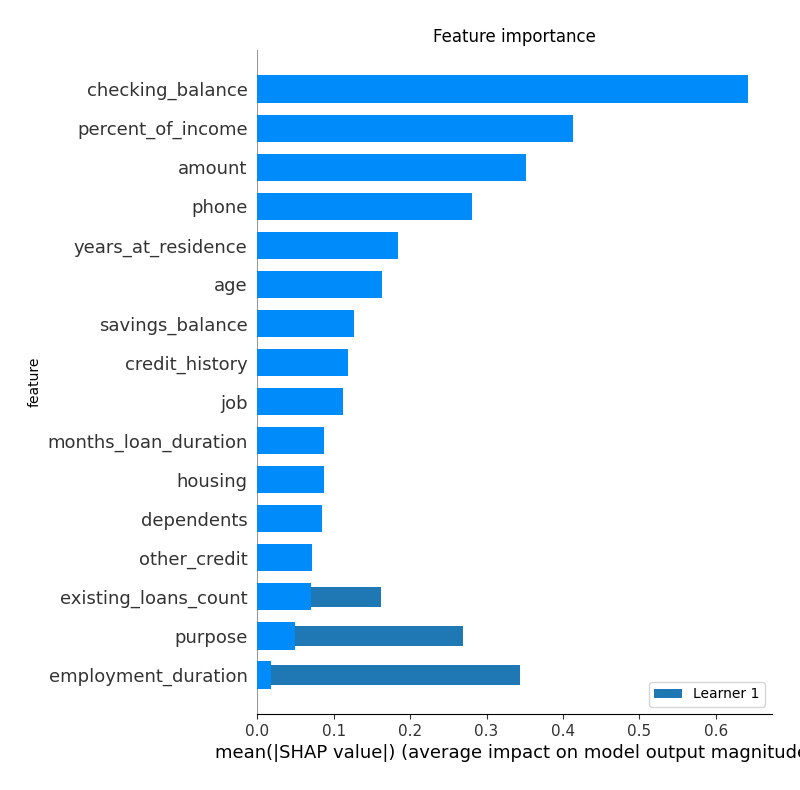 Feature importance
checking_balance
percent_of_income
amount
phone
years_at_residence
age
savings_balance
credit_history
job
months_loan_duration
housing
dependents
other_credit
existing_loans_count
purpose
employment_duration
feature
Learner 1
0.0 0.1 0.2 0.3 0.4 0.5 0.6
mean(|SHAP value|) (average impact on model output magnitude